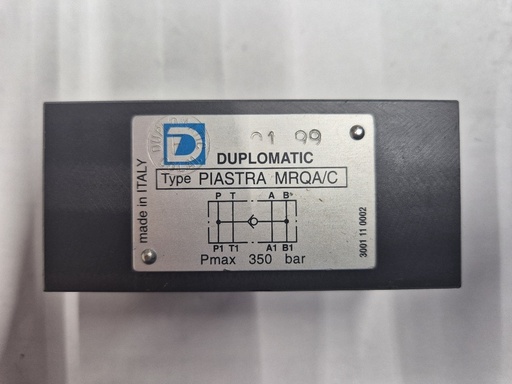 01 99
D
DUPLOMATIC
made in ITALY
Type PIASTRA MRQA/C
P T A B
P1 T1 A1 B1
Pmax 350 bar
3001 11 0002